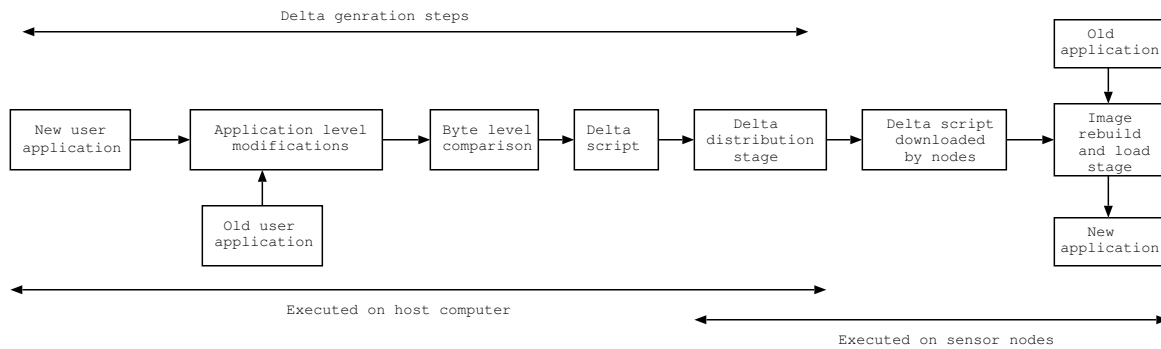 Delta genration steps
Old
application
New user
application
Application level
modifications
Byte level
comparison
Delta
script
Delta
distribution
stage
Delta script
downloaded
by nodes
Image
rebuild
and load
stage
Old user
application
New
application
Executed on host computer
Executed on sensor nodes